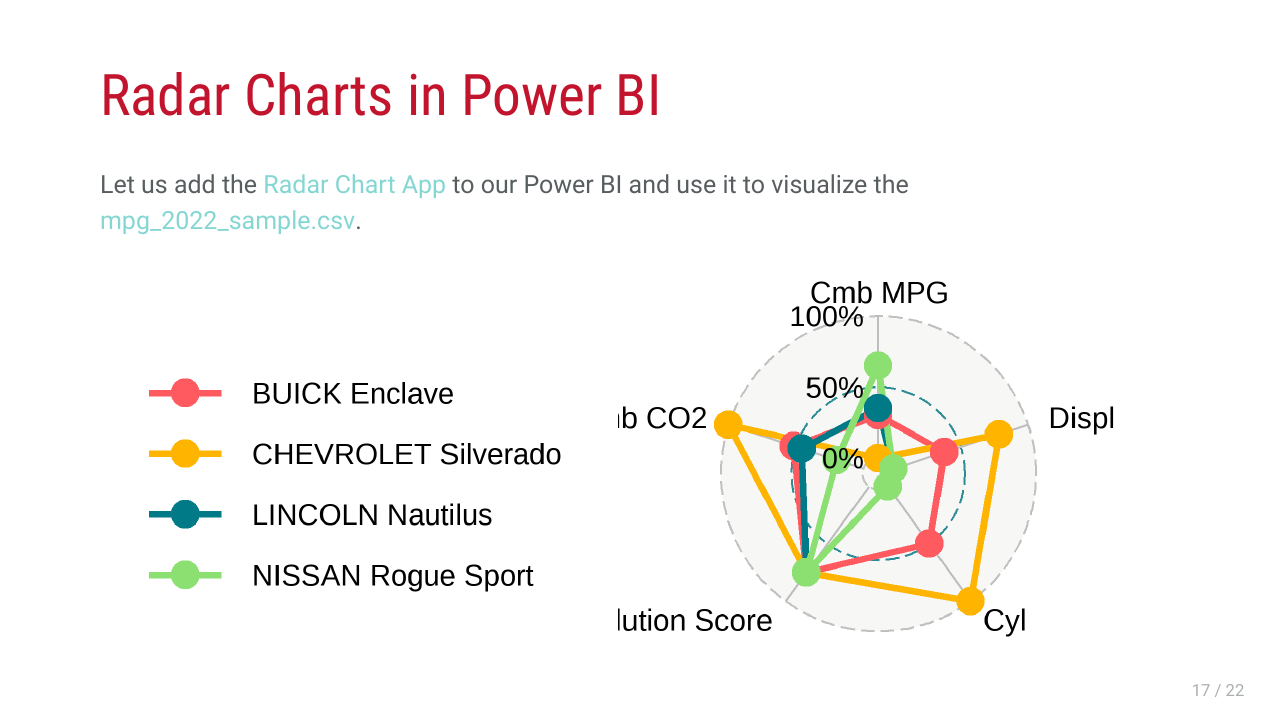 Radar Charts in Power BI
Let us add the Radar Chart App to our Power BI and use it to visualize the
mpg_2022_sample.csv.
Cmb MPG
100%
50%
0%
BUICK Enclave
CHEVROLET Silverado
LINCOLN Nautilus
NISSAN Rogue Sport
b CO2
Displ
lution Score
Cyl
17 / 22